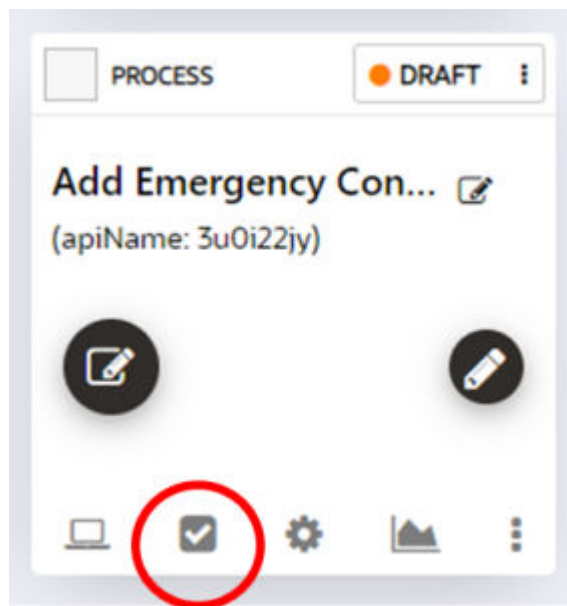 PROCESS
DRAFT
Add Emergency Con...
(apiName: 3u0i22jy)